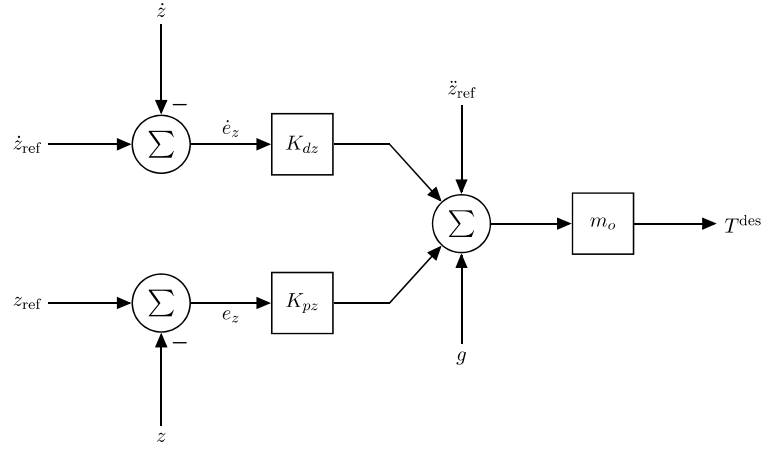 ż
−
ż_ref
∑
ė_z
K_dz
z̈_ref
∑
m_o
T^des
z_ref
∑
e_z
K_pz
−
g
z